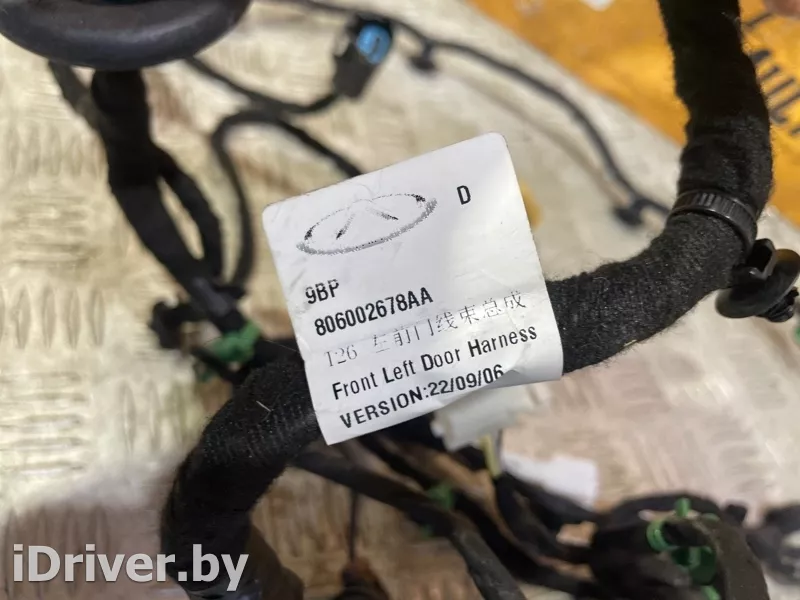 D
9BP
806002678AA
T26 左前门线束总成
Front Left Door Harness
VERSION:22/09/06
iDriver.by